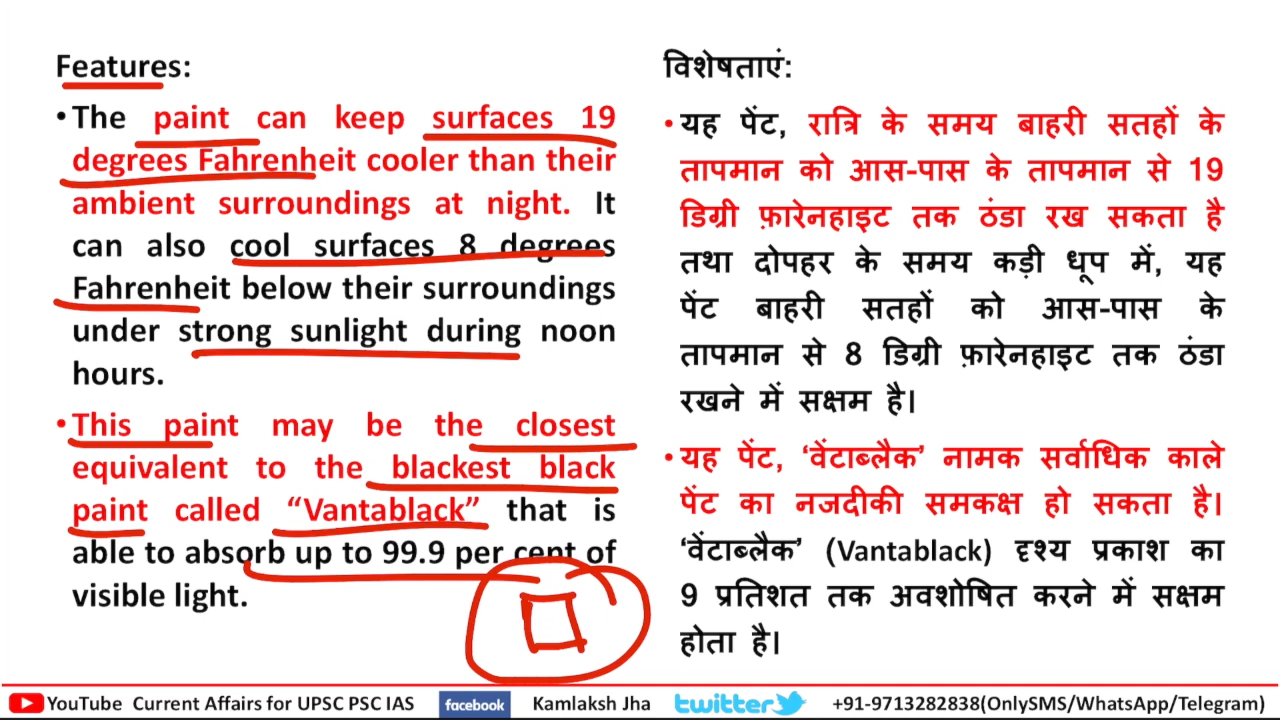 Features:
•The paint can keep surfaces 19
degrees Fahrenheit cooler than their
ambient surroundings at night. It
can also cool surfaces 8 degrees
Fahrenheit below their surroundings
under strong sunlight during noon
hours.
•This paint may be the closest
equivalent to the blackest black
paint called “Vantablack” that is
able to absorb up to 99.9 per cent of
visible light.
विशेषताएं:
•यह पेंट, रात्रि के समय बाहरी सतहों के
तापमान को आस-पास के तापमान से 19
डिग्री फ़ारेनहाइट तक ठंडा रख सकता है
तथा दोपहर के समय कड़ी धूप में, यह
पेंट बाहरी सतहों को आस-पास के
तापमान से 8 डिग्री फ़ारेनहाइट तक ठंडा
रखने में सक्षम है।
•यह पेंट, ‘वेंटाब्लैक’ नामक सर्वाधिक काले
पेंट का नजदीकी समकक्ष हो सकता है।
‘वेंटाब्लैक’ (Vantablack) दृश्य प्रकाश का
9 प्रतिशत तक अवशोषित करने में सक्षम
होता है।
YouTube Current Affairs for UPSC PSC IAS facebook Kamlaksh Jha twitter +91-9713282838(OnlySMS/WhatsApp/Telegram)